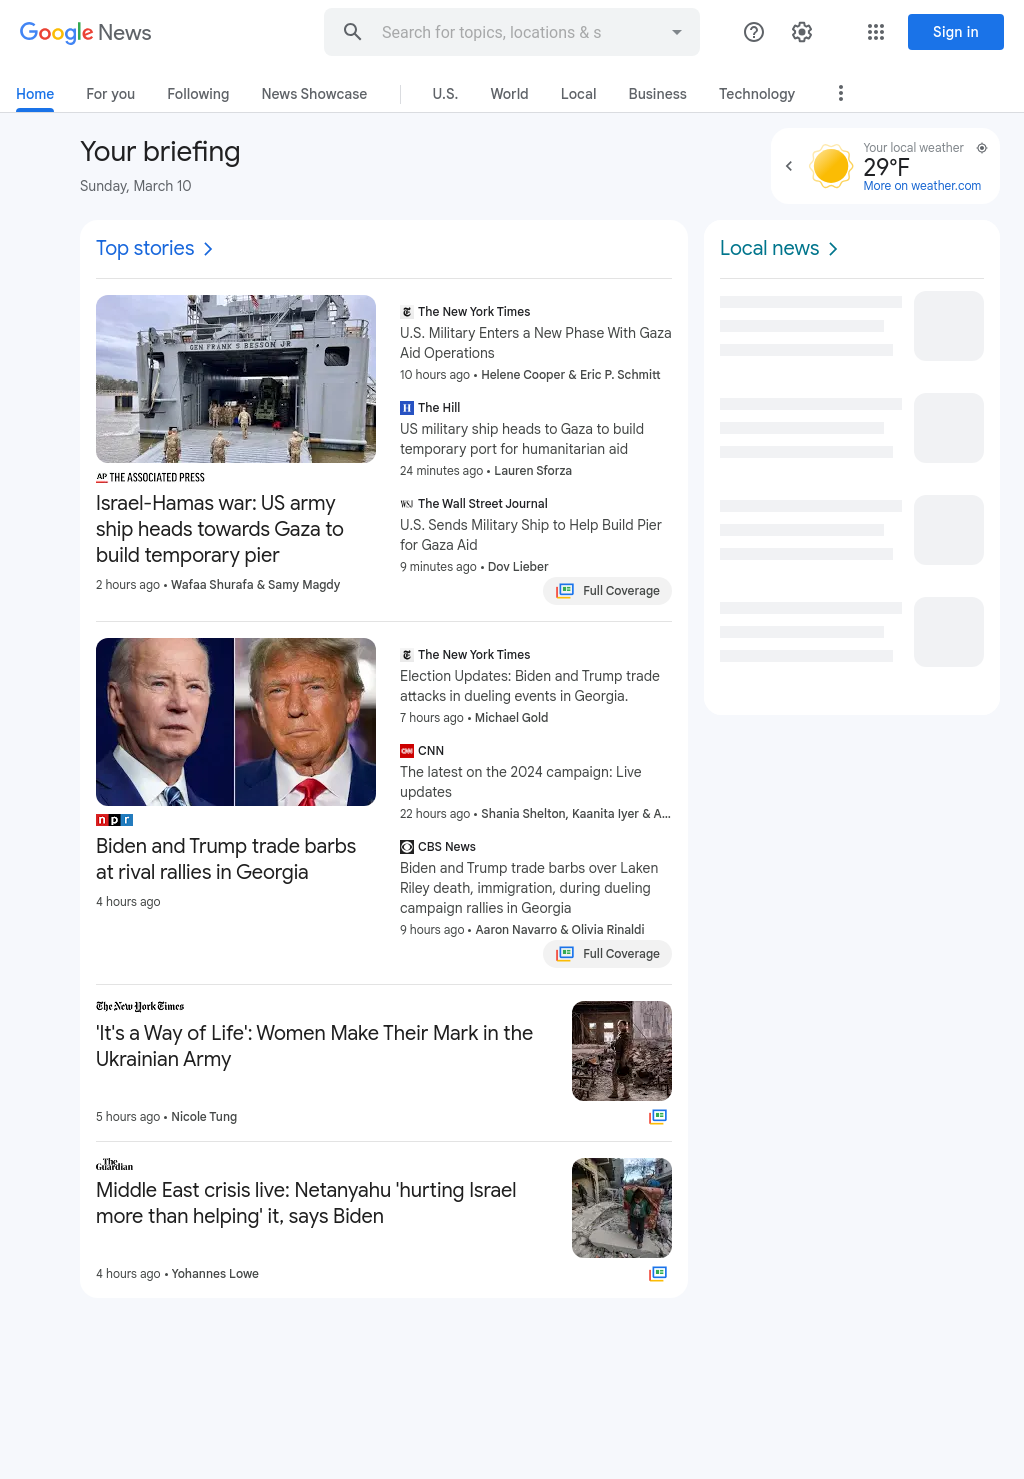 Google News
Search for topics, locations & s
Sign in
Home
For you
Following
News Showcase
U.S.
World
Local
Business
Technology
Your briefing
Sunday, March 10
Your local weather
29°F
More on weather.com
Top stories
GEN FRANK S BESSON JR
AP THE ASSOCIATED PRESS
Israel-Hamas war: US army
ship heads towards Gaza to
build temporary pier
2 hours ago • Wafaa Shurafa & Samy Magdy
The New York Times
U.S. Military Enters a New Phase With Gaza
Aid Operations
10 hours ago • Helene Cooper & Eric P. Schmitt
H The Hill
US military ship heads to Gaza to build
temporary port for humanitarian aid
24 minutes ago • Lauren Sforza
WSJ The Wall Street Journal
U.S. Sends Military Ship to Help Build Pier
for Gaza Aid
9 minutes ago • Dov Lieber
Full Coverage
npr
Biden and Trump trade barbs
at rival rallies in Georgia
4 hours ago
The New York Times
Election Updates: Biden and Trump trade
attacks in dueling events in Georgia.
7 hours ago • Michael Gold
CNN CNN
The latest on the 2024 campaign: Live
updates
22 hours ago • Shania Shelton, Kaanita Iyer & A...
CBS News
Biden and Trump trade barbs over Laken
Riley death, immigration, during dueling
campaign rallies in Georgia
9 hours ago • Aaron Navarro & Olivia Rinaldi
Full Coverage
The New York Times
'It's a Way of Life': Women Make Their Mark in the
Ukrainian Army
5 hours ago • Nicole Tung
The
Guardian
Middle East crisis live: Netanyahu 'hurting Israel
more than helping' it, says Biden
4 hours ago • Yohannes Lowe
Local news